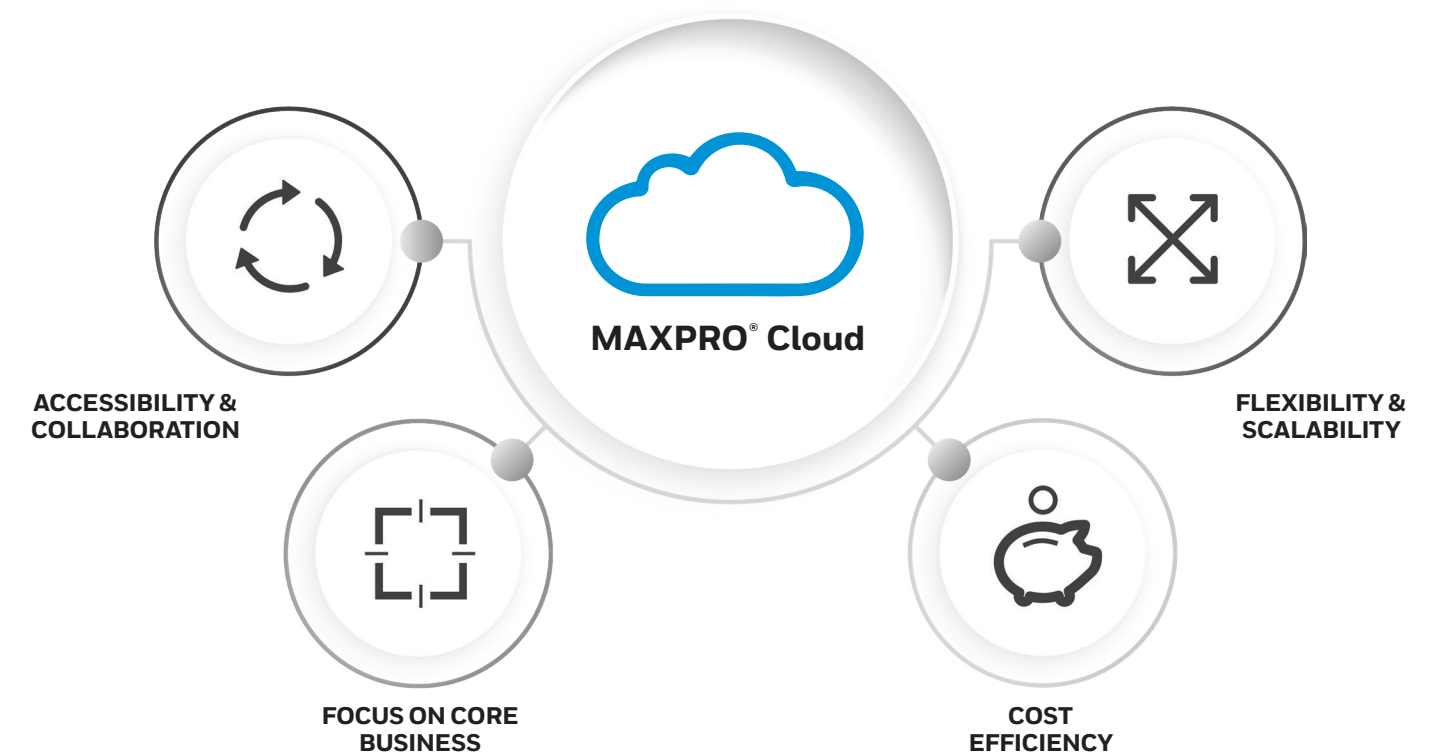 MAXPRO® Cloud
ACCESSIBILITY &
COLLABORATION
FLEXIBILITY &
SCALABILITY
FOCUS ON CORE
BUSINESS
COST
EFFICIENCY